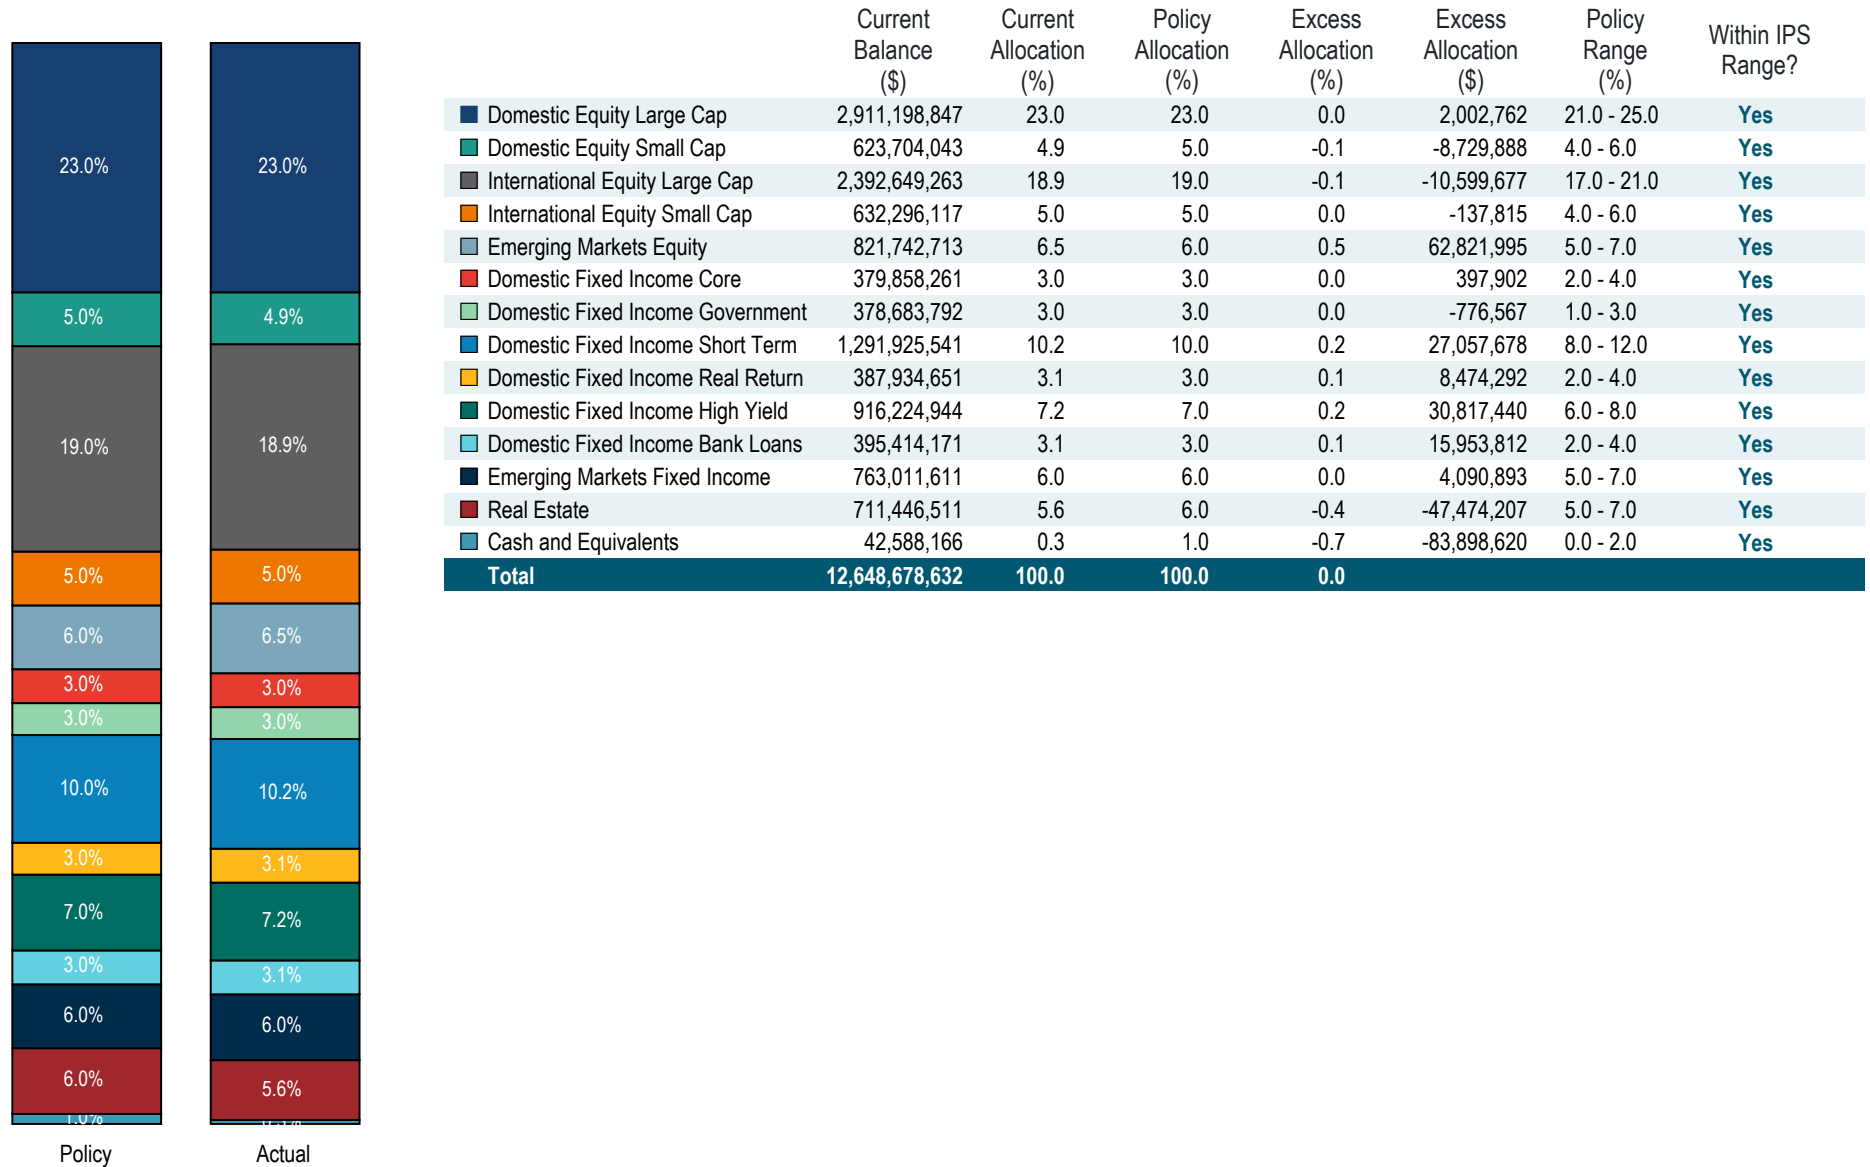 Current Balance ($) Current Allocation (%) Policy Allocation (%) Excess Allocation (%) Excess Allocation ($) Policy Range (%) Within IPS Range?
Domestic Equity Large Cap 2,911,198,847 23.0 23.0 0.0 2,002,762 21.0 - 25.0 Yes
Domestic Equity Small Cap 623,704,043 4.9 5.0 -0.1 -8,729,888 4.0 - 6.0 Yes
International Equity Large Cap 2,392,649,263 18.9 19.0 -0.1 -10,599,677 17.0 - 21.0 Yes
International Equity Small Cap 632,296,117 5.0 5.0 0.0 -137,815 4.0 - 6.0 Yes
Emerging Markets Equity 821,742,713 6.5 6.0 0.5 62,821,995 5.0 - 7.0 Yes
Domestic Fixed Income Core 379,858,261 3.0 3.0 0.0 397,902 2.0 - 4.0 Yes
Domestic Fixed Income Government 378,683,792 3.0 3.0 0.0 -776,567 1.0 - 3.0 Yes
Domestic Fixed Income Short Term 1,291,925,541 10.2 10.0 0.2 27,057,678 8.0 - 12.0 Yes
Domestic Fixed Income Real Return 387,934,651 3.1 3.0 0.1 8,474,292 2.0 - 4.0 Yes
Domestic Fixed Income High Yield 916,224,944 7.2 7.0 0.2 30,817,440 6.0 - 8.0 Yes
Domestic Fixed Income Bank Loans 395,414,171 3.1 3.0 0.1 15,953,812 2.0 - 4.0 Yes
Emerging Markets Fixed Income 763,011,611 6.0 6.0 0.0 4,090,893 5.0 - 7.0 Yes
Real Estate 711,446,511 5.6 6.0 -0.4 -47,474,207 5.0 - 7.0 Yes
Cash and Equivalents 42,588,166 0.3 1.0 -0.7 -83,898,620 0.0 - 2.0 Yes
Total 12,648,678,632 100.0 100.0 0.0
23.0% 23.0%
5.0% 4.9%
19.0% 18.9%
5.0% 5.0%
6.0% 6.5%
3.0% 3.0%
3.0% 3.0%
10.0% 10.2%
3.0% 3.1%
7.0% 7.2%
3.0% 3.1%
6.0% 6.0%
6.0% 5.6%
1.0%
Policy Actual